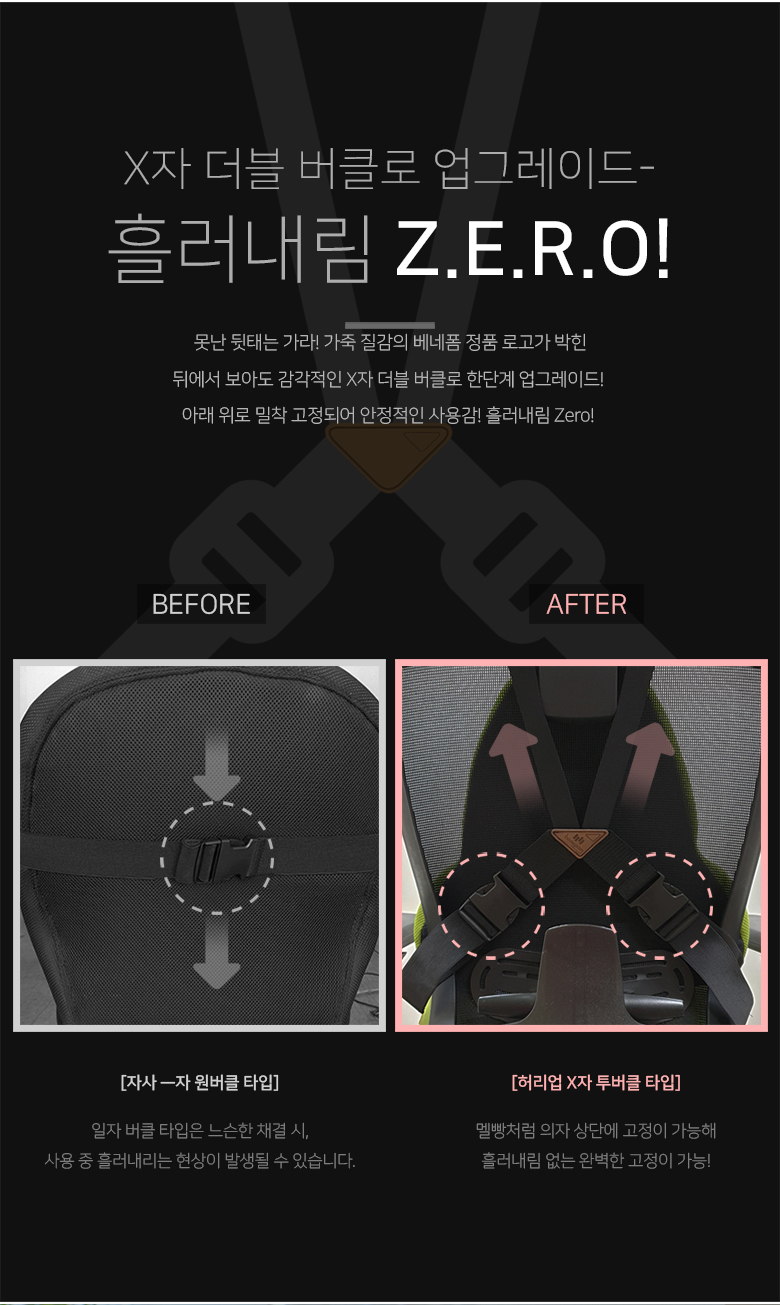 X자 더블 버클로 업그레이드-
흘러내림 Z.E.R.O!
못난 뒷태는 가라! 가죽 질감의 베네폼 정품 로고가 박힌
뒤에서 보아도 감각적인 X자 더블 버클로 한단계 업그레이드!
아래 위로 밀착 고정되어 안정적인 사용감! 흘러내림 Zero!
BEFORE
AFTER
[자사 ㅡ자 원버클 타입]
[허리업 X자 투버클 타입]
일자 버클 타입은 느슨한 채결 시,
사용 중 흘러내리는 현상이 발생될 수 있습니다.
멜빵처럼 의자 상단에 고정이 가능해
흘러내림 없는 완벽한 고정이 가능!